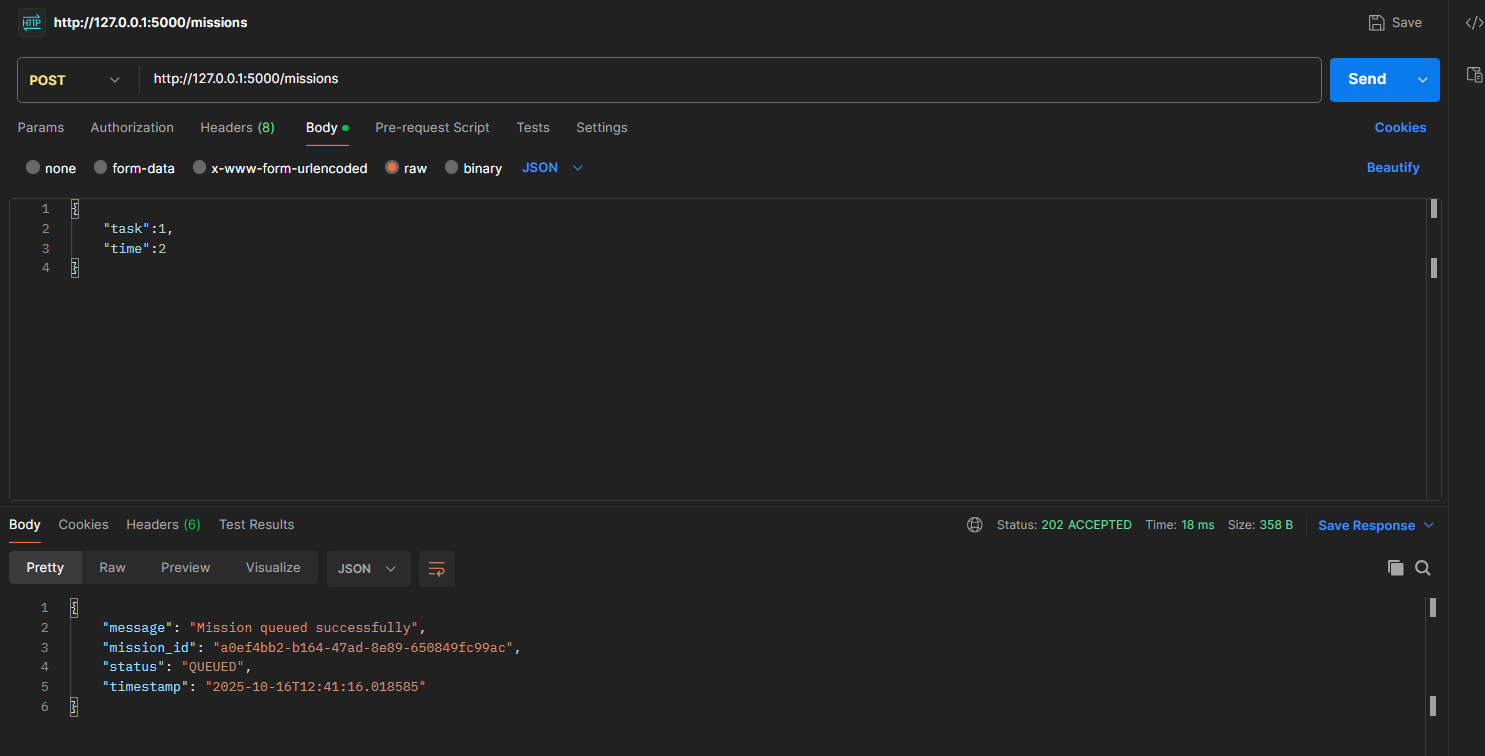 HTTP http://127.0.0.1:5000/missions Save </>
POST http://127.0.0.1:5000/missions Send
Params Authorization Headers (8) Body Pre-request Script Tests Settings Cookies
none form-data x-www-form-urlencoded raw binary JSON Beautify
1 {
2 "task":1,
3 "time":2
4 }
Body Cookies Headers (6) Test Results Status: 202 ACCEPTED Time: 18 ms Size: 358 B Save Response
Pretty Raw Preview Visualize JSON
1 {
2 "message": "Mission queued successfully",
3 "mission_id": "a0ef4bb2-b164-47ad-8e89-650849fc99ac",
4 "status": "QUEUED",
5 "timestamp": "2025-10-16T12:41:16.018585"
6 }